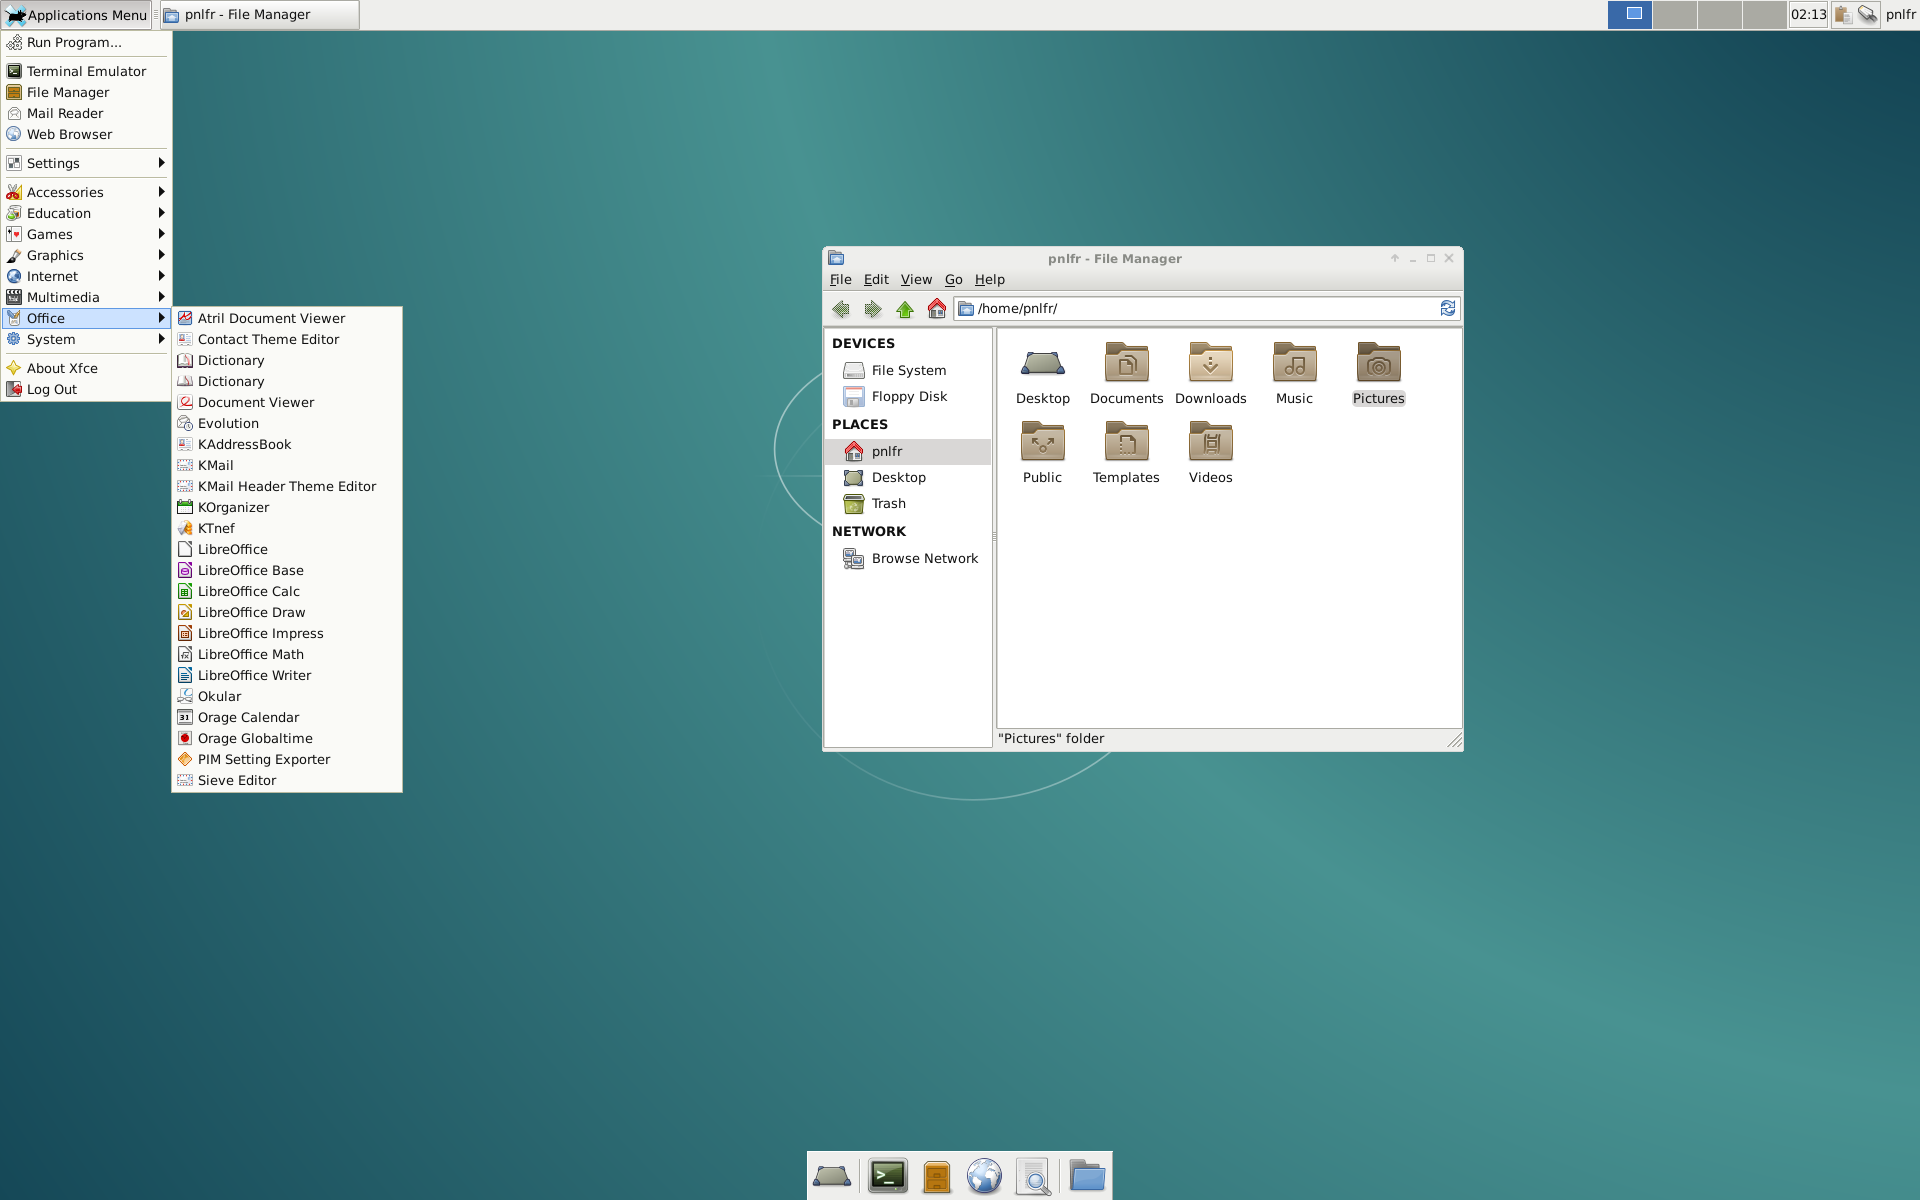 Applications Menu
pnlfr - File Manager
02:13
pnlfr
Run Program...
Terminal Emulator
File Manager
Mail Reader
Web Browser
Settings
Accessories
Education
Games
Graphics
Internet
Multimedia
Office
System
About Xfce
Log Out
Atril Document Viewer
Contact Theme Editor
Dictionary
Dictionary
Document Viewer
Evolution
KAddressBook
KMail
KMail Header Theme Editor
KOrganizer
KTnef
LibreOffice
LibreOffice Base
LibreOffice Calc
LibreOffice Draw
LibreOffice Impress
LibreOffice Math
LibreOffice Writer
Okular
31
Orage Calendar
Orage Globaltime
PIM Setting Exporter
Sieve Editor
pnlfr - File Manager
File Edit View Go Help
/home/pnlfr/
DEVICES
File System
Floppy Disk
PLACES
pnlfr
Desktop
Trash
NETWORK
Browse Network
Desktop Documents Downloads Music Pictures
Public Templates Videos
"Pictures" folder